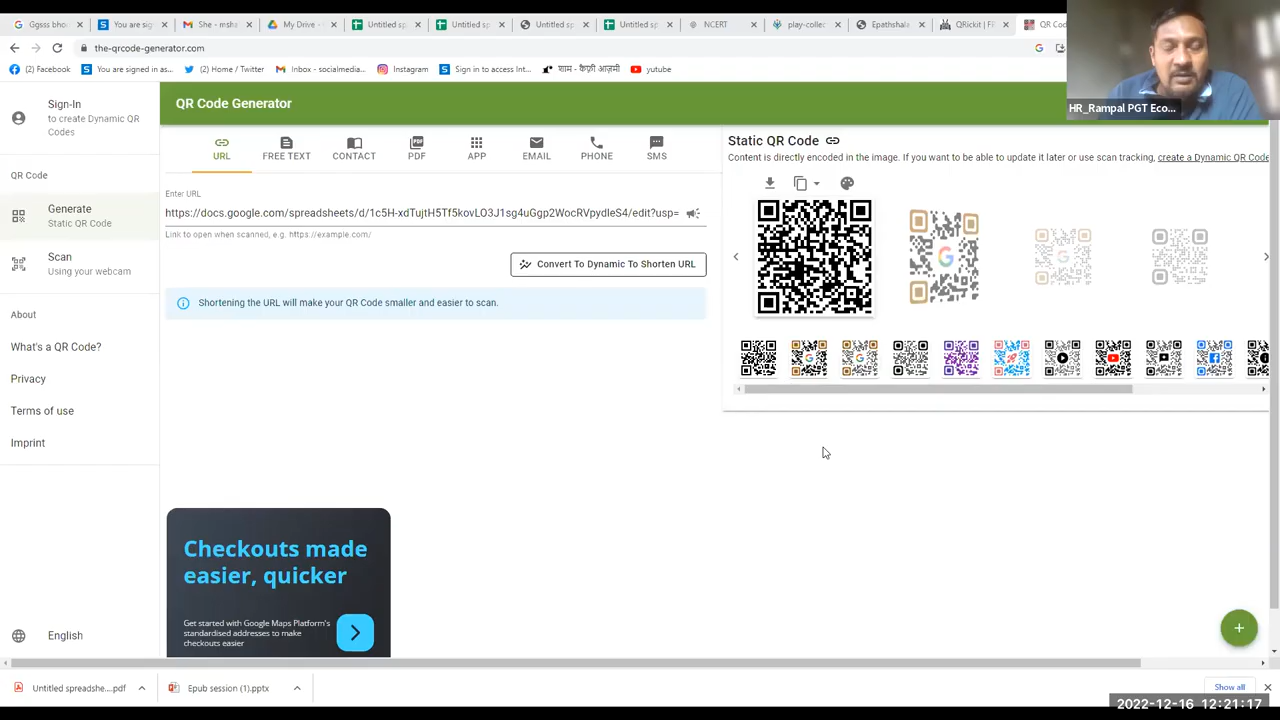 Ggsss bho
You are sign
She - msha
My Drive -
Untitled sp
Untitled sp
Untitled sp
Untitled sp
NCERT
play-collec
Epathshala
QRickit | F
QR Cod
the-qrcode-generator.com
(2) Facebook
You are signed in as...
(2) Home / Twitter
Inbox - socialmedia...
Instagram
Sign in to access Int...
शाम - कैफ़ी आज़मी
yutube
HR_Rampal PGT Eco...
Sign-In
to create Dynamic QR
Codes
QR Code
Generate
Static QR Code
Scan
Using your webcam
About
What's a QR Code?
Privacy
Terms of use
Imprint
English
QR Code Generator
URL
FREE TEXT
CONTACT
PDF
APP
EMAIL
PHONE
SMS
Enter URL
https://docs.google.com/spreadsheets/d/1c5H-xdTujtH5Tf5kovLO3J1sg4uGgp2WocRVpydIeS4/edit?usp=
Link to open when scanned, e.g. https://example.com/
Convert To Dynamic To Shorten URL
Shortening the URL will make your QR Code smaller and easier to scan.
Static QR Code
Content is directly encoded in the image. If you want to be able to update it later or use scan tracking, create a Dynamic QR Code
Checkouts made
easier, quicker
Get started with Google Maps Platform's
standardised addresses to make
checkouts easier
Untitled spreadshe....pdf
Epub session (1).pptx
Show all
2022-12-16 12:21:17